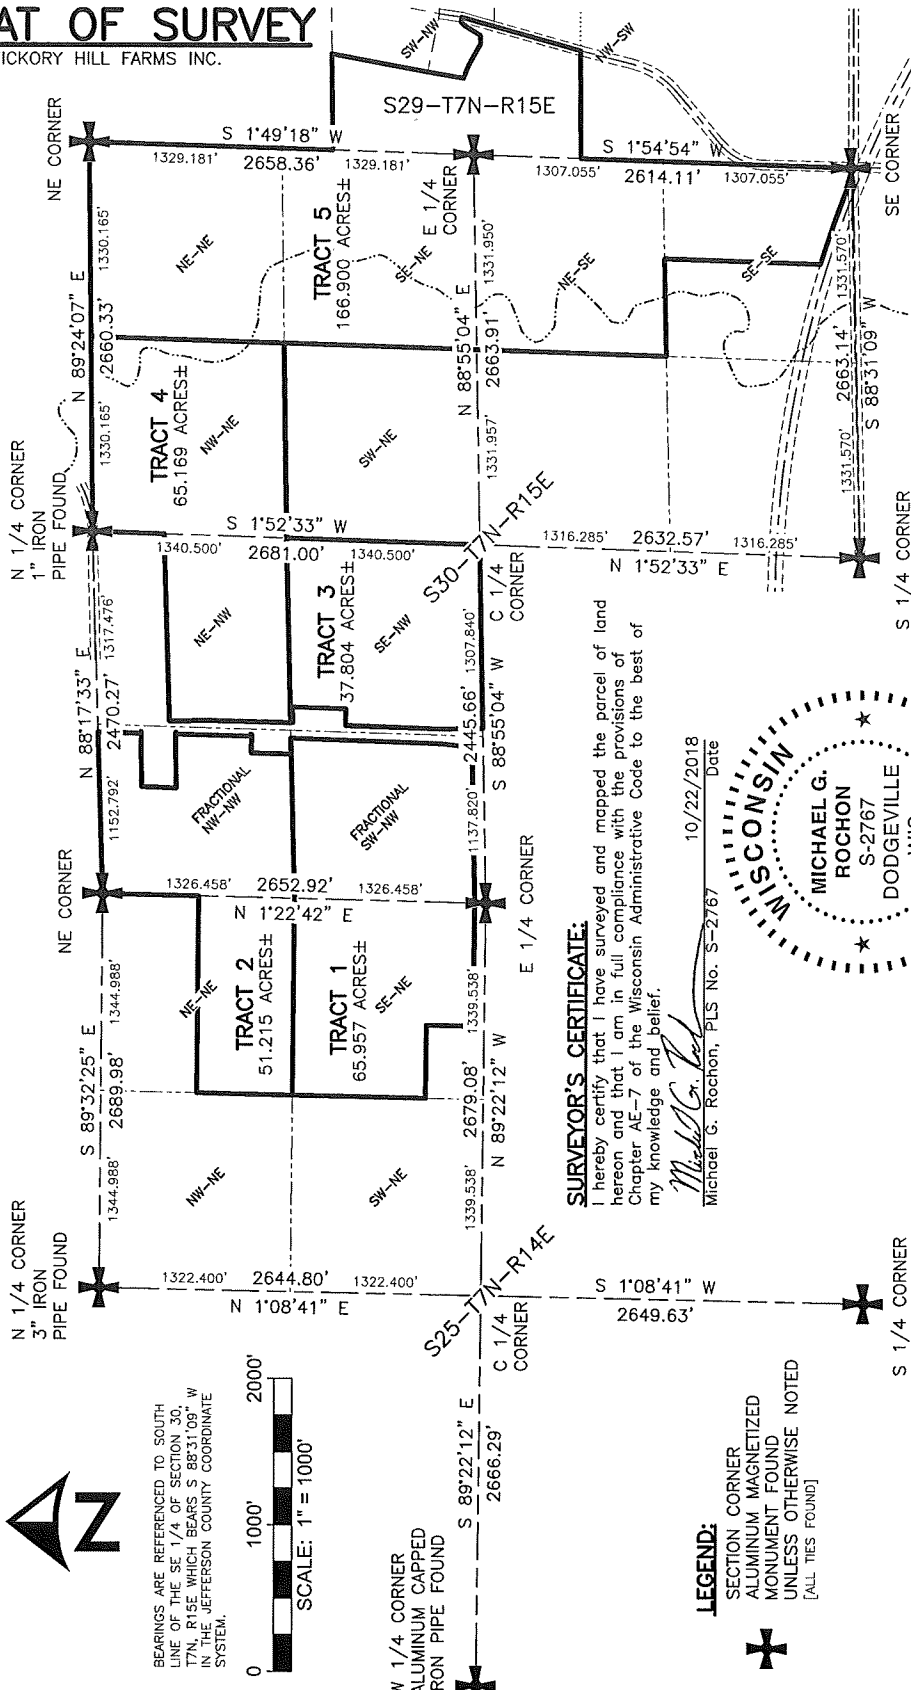 AT OF SURVEY
ICKORY HILL FARMS INC.
N 1/4 CORNER
3" IRON
PIPE FOUND
S 89°32'25" E
2689.98'
1344.988'
1344.988'
NE CORNER
N 88°17'33" E
2470.27'
1152.792'
1317.476'
N 1/4 CORNER
1" IRON
PIPE FOUND
N 89°24'07" E
2660.33'
1330.165'
1330.165'
NE CORNER
S 1°49'18" W
2658.36'
1329.181'
1329.181'
S29-T7N-R15E
SW-NW
NW-SW
NW-NE
SW-NE
1322.400'
2644.80'
1322.400'
N 1°08'41" E
NE-NE
TRACT 2
51.215 ACRES±
TRACT 1
65.957 ACRES±
SE-NE
1326.458'
2652.92'
1326.458'
N 1°22'42" E
FRACTIONAL
NW-NW
FRACTIONAL
SW-NW
NE-NW
TRACT 3
37.804 ACRES±
SE-NW
S 1°52'33" W
1340.500'
2681.00'
1340.500'
TRACT 4
65.169 ACRES±
NW-NE
SW-NE
NE-NE
TRACT 5
166.900 ACRES±
SE-NE
E 1/4
CORNER
S 1°54'54" W
1307.055'
2614.11'
1307.055'
NE-SE
SE-SE
W 1/4 CORNER
ALUMINUM CAPPED
IRON PIPE FOUND
S 89°22'12" E
2666.29'
S25-T7N-R14E
C 1/4
CORNER
1339.538'
2679.08'
1339.538'
N 89°22'12" W
E 1/4 CORNER
1137.820'
2445.66'
1307.840'
S 88°55'04" W
S30-T7N-R15E
C 1/4
CORNER
N 88°55'04" E
2663.91'
1331.957'
1331.950'
S 1°08'41" W
2649.63'
S 1/4 CORNER
1316.285'
2632.57'
1316.285'
N 1°52'33" E
S 1/4 CORNER
1331.570'
2663.14'
1331.570'
S 88°31'09" W
SE CORNER
N
BEARINGS ARE REFERENCED TO SOUTH
LINE OF THE SE 1/4 OF SECTION 30,
T7N, R15E WHICH BEARS S 88°31'09" W
IN THE JEFFERSON COUNTY COORDINATE
SYSTEM.
0 1000' 2000'
SCALE: 1" = 1000'
LEGEND:
SECTION CORNER
ALUMINUM MAGNETIZED
MONUMENT FOUND
UNLESS OTHERWISE NOTED
[ALL TIES FOUND]
SURVEYOR'S CERTIFICATE:
I hereby certify that I have surveyed and mapped the parcel of land
hereon and that I am in full compliance with the provisions of
Chapter AE-7 of the Wisconsin Administrative Code to the best of
my knowledge and belief.
10/22/2018
Michael G. Rochon, PLS No. S-2767 Date
WISCONSIN
MICHAEL G.
ROCHON
S-2767
DODGEVILLE